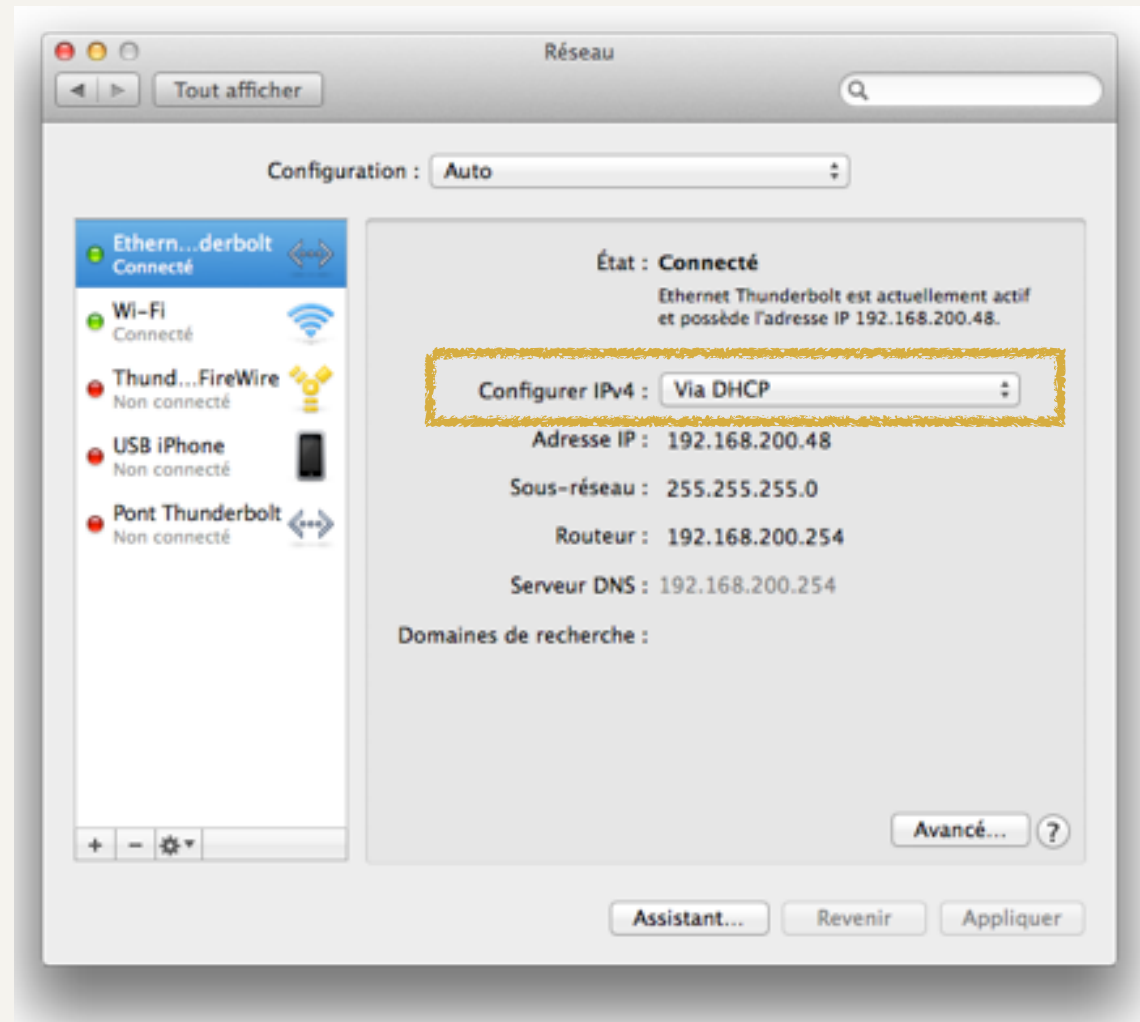 Réseau
Tout afficher
Configuration : Auto
Ethern...derbolt
Connecté
Wi-Fi
Connecté
Thund...FireWire
Non connecté
USB iPhone
Non connecté
Pont Thunderbolt
Non connecté
État : Connecté
Ethernet Thunderbolt est actuellement actif
et possède l'adresse IP 192.168.200.48.
Configurer IPv4 : Via DHCP
Adresse IP : 192.168.200.48
Sous-réseau : 255.255.255.0
Routeur : 192.168.200.254
Serveur DNS : 192.168.200.254
Domaines de recherche :
Avancé... ?
Assistant... Revenir Appliquer